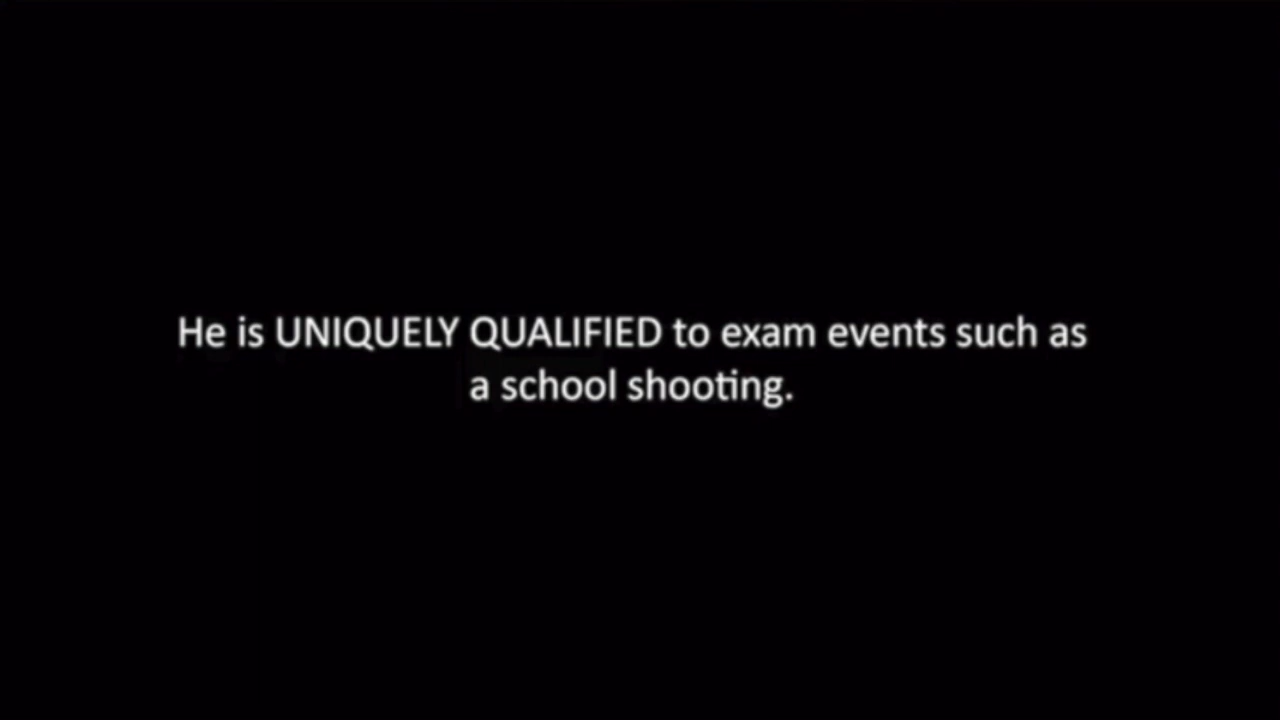 He is UNIQUELY QUALIFIED to exam events such as
a school shooting.